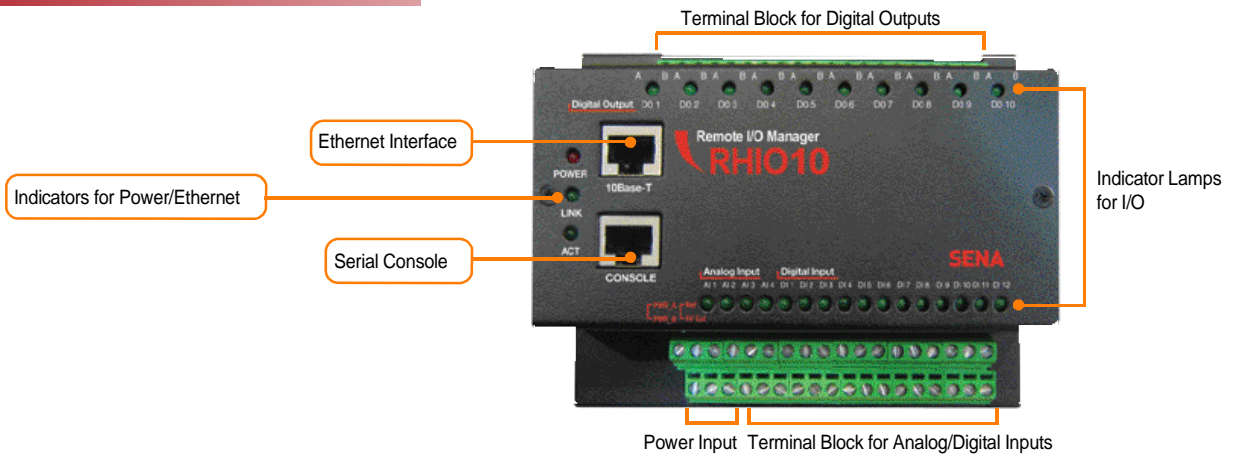 Terminal Block for Digital Outputs
A B A B A B A B A B A B A B A B A B A B
Digital Output DO 1 DO 2 DO 3 DO 4 DO 5 DO 6 DO 7 DO 8 DO 9 DO 10
Ethernet Interface
Remote I/O Manager
RHIO10
POWER
10Base-T
Indicators for Power/Ethernet
LINK
Indicator Lamps
for I/O
ACT
Serial Console
CONSOLE
SENA
Analog Input Digital Input
AI 1 AI 2 AI 3 AI 4 DI 1 DI 2 DI 3 DI 4 DI 5 DI 6 DI 7 DI 8 DI 9 DI 10 DI 11 DI 12
Power Input Terminal Block for Analog/Digital Inputs